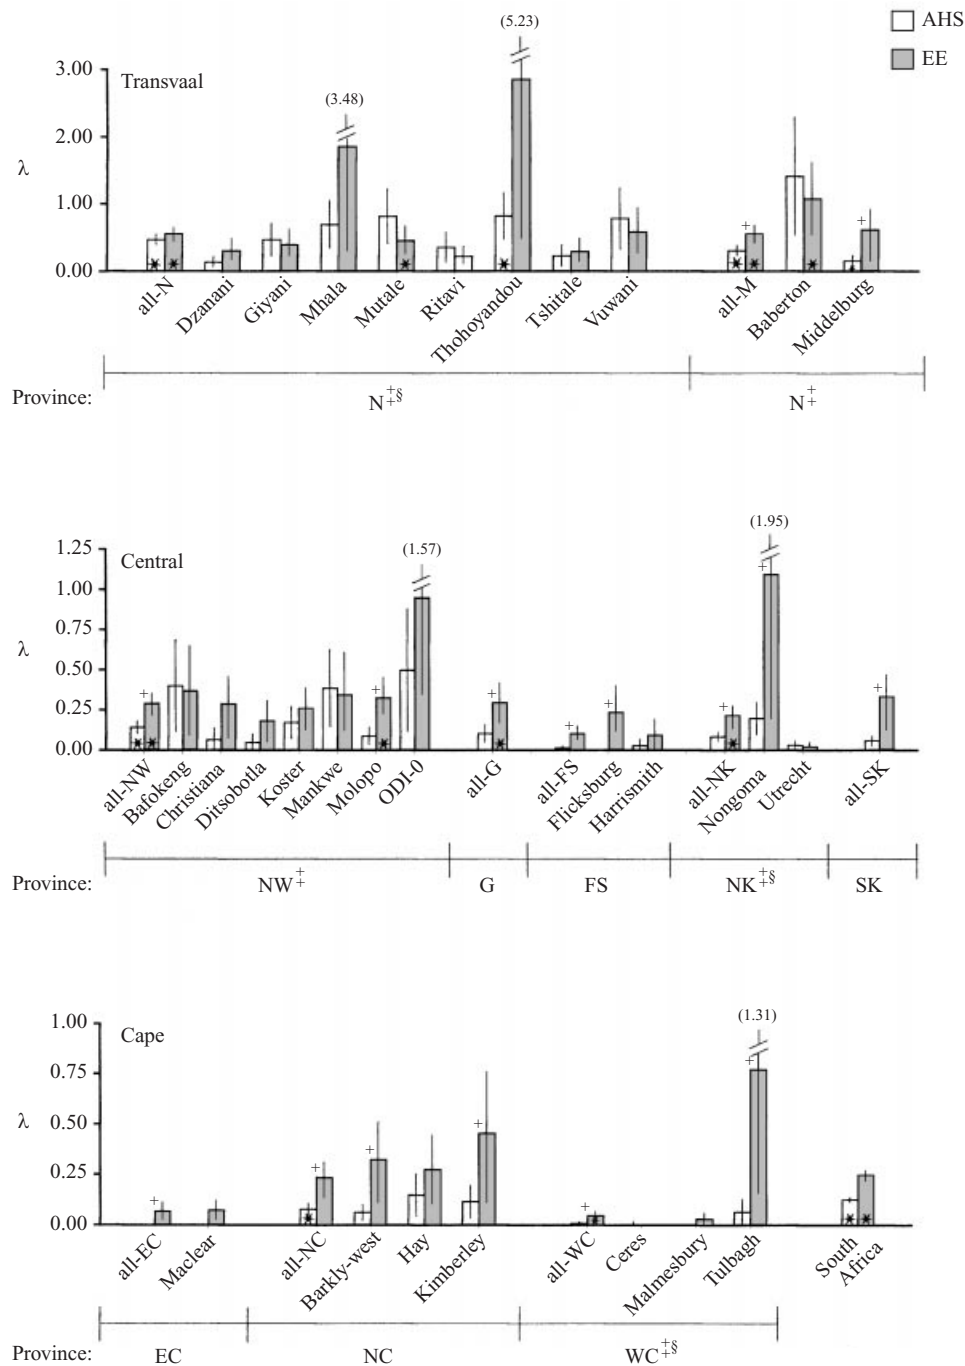 AHS
EE
(5.23)
(3.48)
3.00
Transvaal
2.00
λ
1.00
0.00
all-N
Dzanani
Giyani
Mhala
Mutale
Ritavi
Thohoyandou
Tshitale
Vuwani
all-M
Baberton
Middelburg
Province:
N‡§
N‡
(1.57)
(1.95)
1.25
Central
1.00
0.75
λ
0.50
0.25
0.00
all-NW
Bafokeng
Christiana
Ditsobotla
Koster
Mankwe
Molopo
ODI-0
all-G
all-FS
Flicksburg
Harrismith
all-NK
Nongoma
Utrecht
all-SK
Province:
NW‡
G
FS
NK‡§
SK
(1.31)
1.00
Cape
0.75
λ
0.50
0.25
0.00
all-EC
Maclear
all-NC
Barkly-west
Hay
Kimberley
all-WC
Ceres
Malmesbury
Tulbagh
South
Africa
Province:
EC
NC
WC‡§